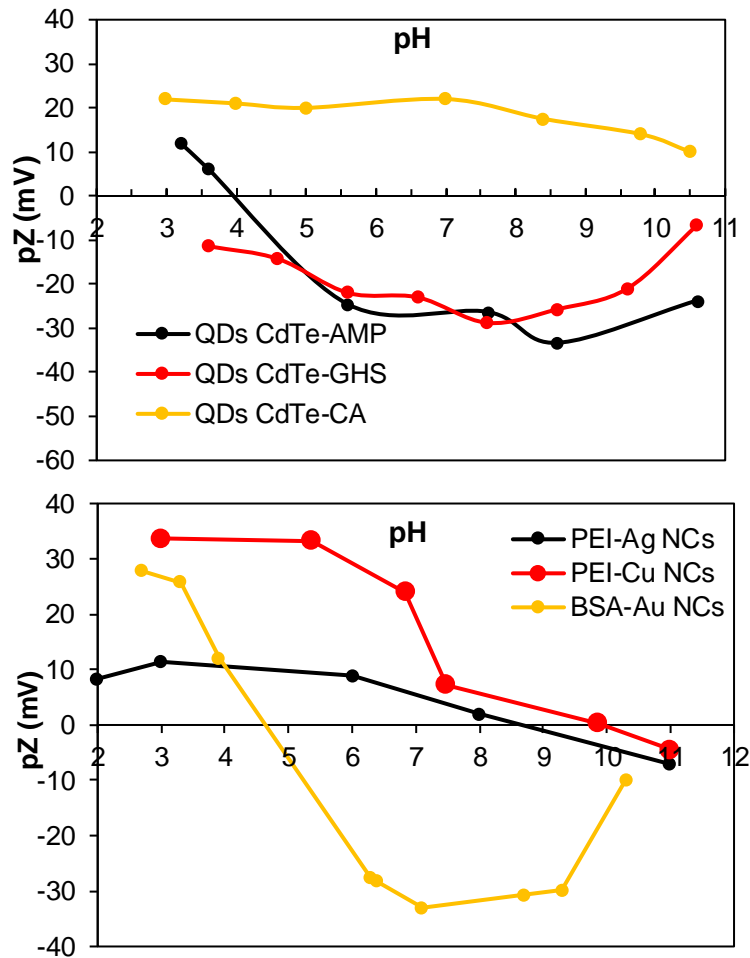 40
pH
30
20
10
0
2 3 4 5 6 7 8 9 10 11
-10
pZ (mV)
-20
-30
QDs CdTe-AMP
-40
QDs CdTe-GHS
-50
QDs CdTe-CA
-60
40
pH
PEI-Ag NCs
30
PEI-Cu NCs
20
BSA-Au NCs
10
pZ (mV)
0
2 3 4 5 6 7 8 9 10 11 12
-10
-20
-30
-40